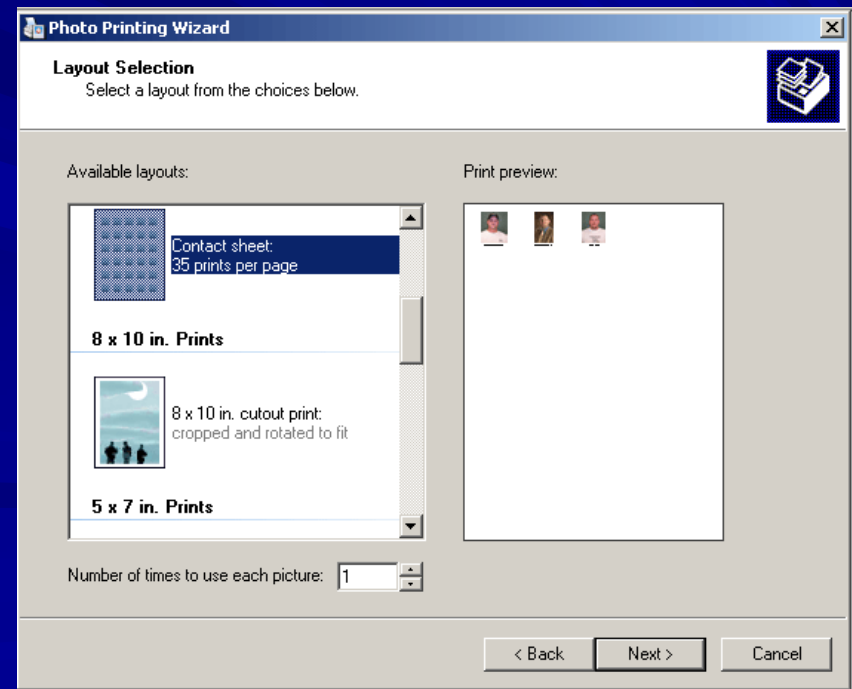 Photo Printing Wizard
Layout Selection
Select a layout from the choices below.
Available layouts:
Print preview:
Contact sheet:
35 prints per page
8 x 10 in. Prints
8 x 10 in. cutout print:
cropped and rotated to fit
5 x 7 in. Prints
Number of times to use each picture: 1
< Back
Next >
Cancel